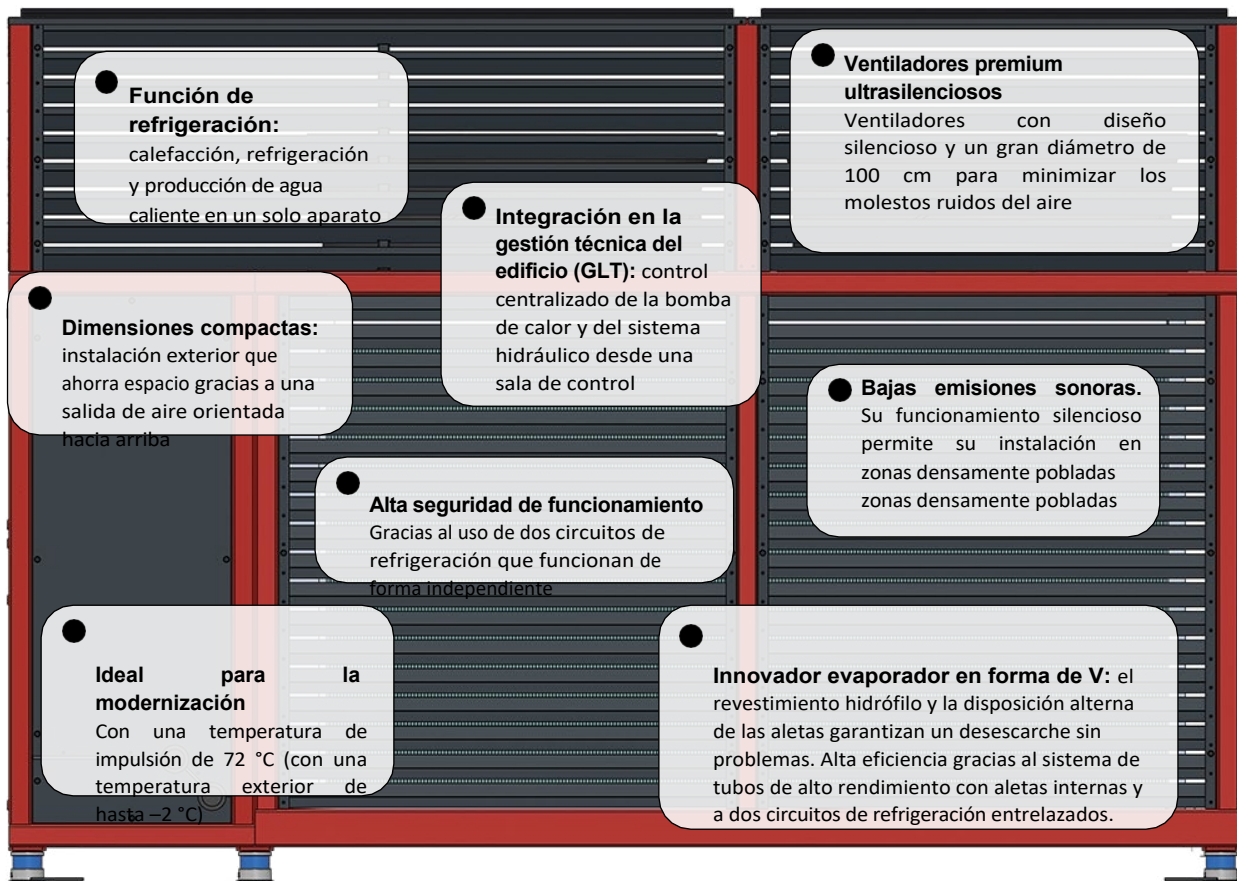 Función de
refrigeración:
calefacción, refrigeración
y producción de agua
caliente en un solo aparato
Ventiladores premium
ultrasilenciosos
Ventiladores con diseño
silencioso y un gran diámetro de
100 cm para minimizar los
molestos ruidos del aire
Integración en la
gestión técnica del
edificio (GLT): control
centralizado de la bomba
de calor y del sistema
hidráulico desde una
sala de control
Dimensiones compactas:
instalación exterior que
ahorra espacio gracias a una
salida de aire orientada
hacia arriba
Bajas emisiones sonoras.
Su funcionamiento silencioso
permite su instalación en
zonas densamente pobladas
zonas densamente pobladas
Alta seguridad de funcionamiento
Gracias al uso de dos circuitos de
refrigeración que funcionan de
forma independiente
Ideal para la
modernización
Con una temperatura de
impulsión de 72 °C (con una
temperatura exterior de
hasta –2 °C)
Innovador evaporador en forma de V: el
revestimiento hidrófilo y la disposición alterna
de las aletas garantizan un desescarche sin
problemas. Alta eficiencia gracias al sistema de
tubos de alto rendimiento con aletas internas y
a dos circuitos de refrigeración entrelazados.